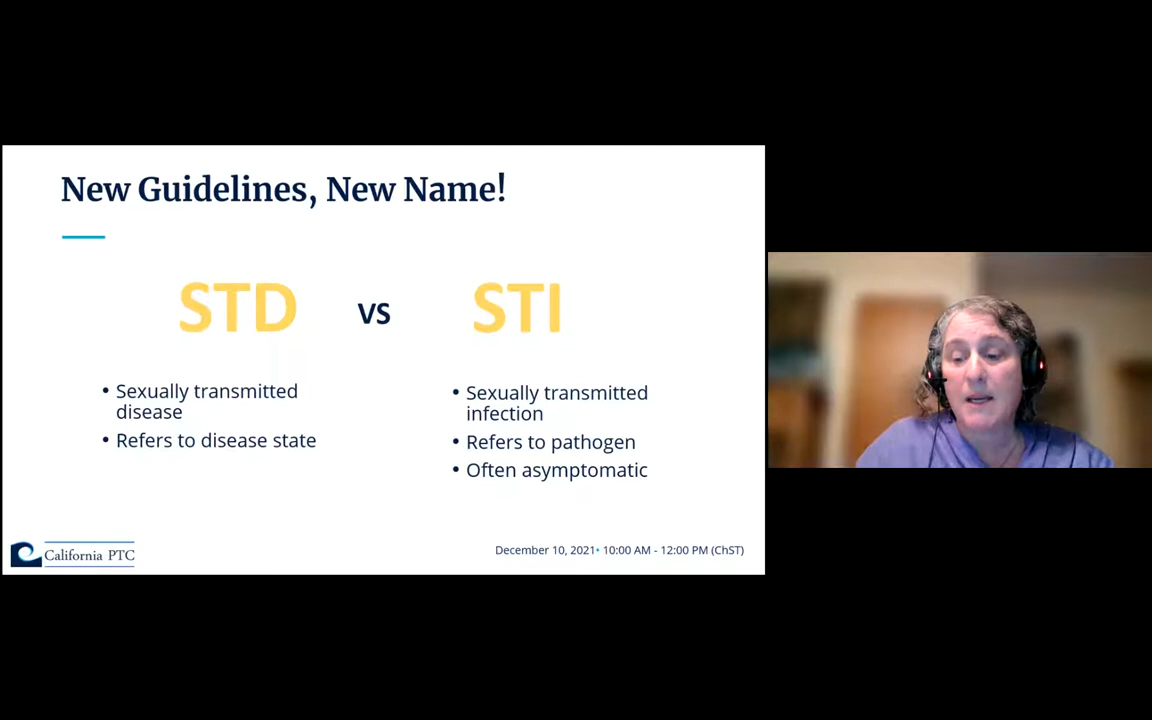 New Guidelines, New Name!
STD vs STI
• Sexually transmitted
disease
• Refers to disease state
• Sexually transmitted
infection
• Refers to pathogen
• Often asymptomatic
California PTC
December 10, 2021• 10:00 AM - 12:00 PM (ChST)